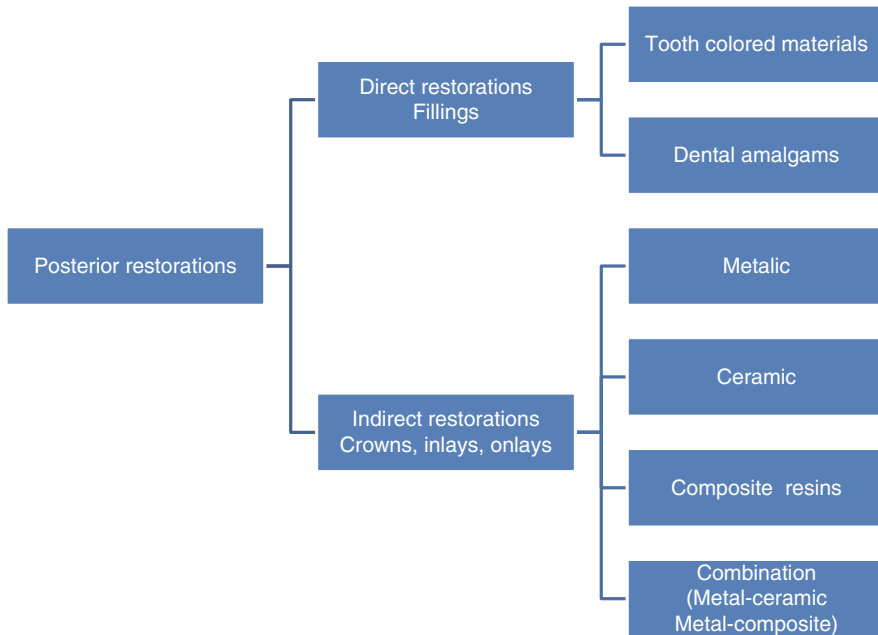 Posterior restorations
Direct restorations
Fillings
Tooth colored materials
Dental amalgams
Indirect restorations
Crowns, inlays, onlays
Metalic
Ceramic
Composite resins
Combination
(Metal-ceramic
Metal-composite)